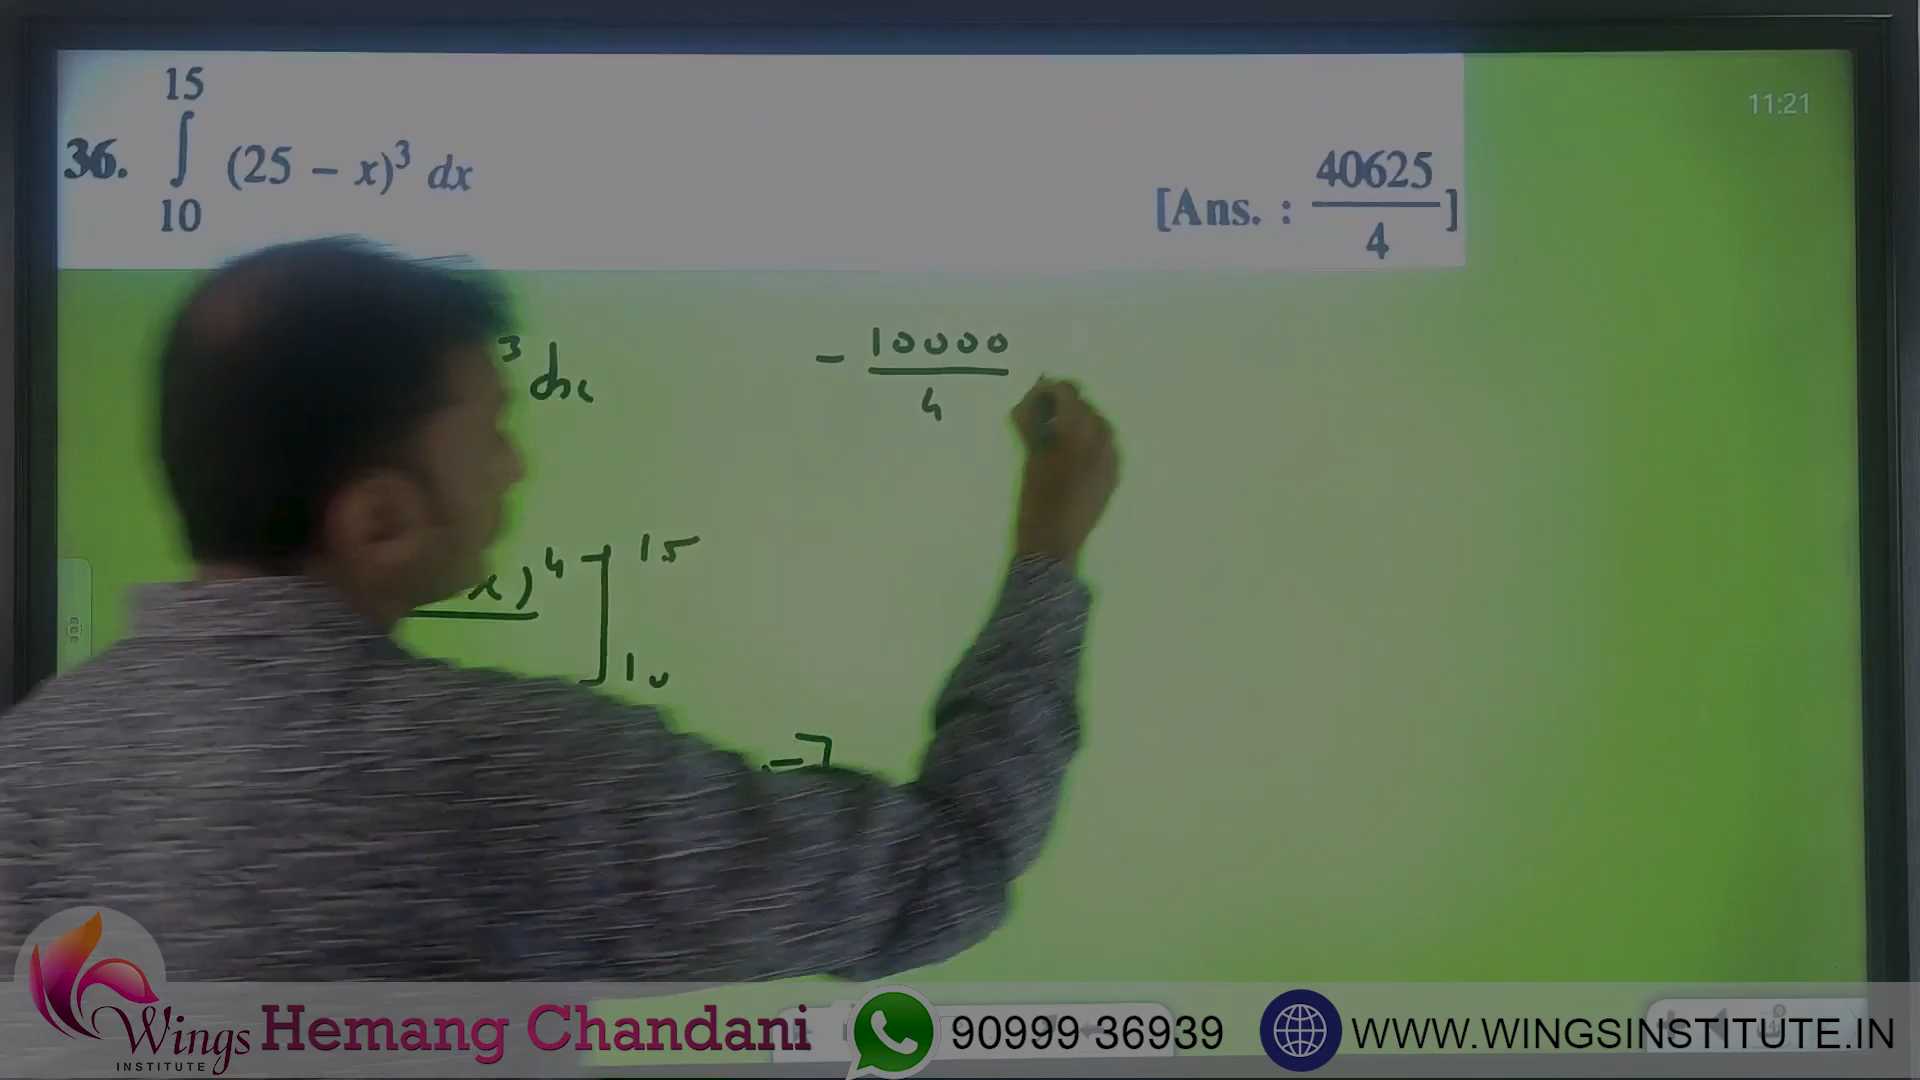 15
36. ∫ (25 – x)³ dx
10
[Ans. : 40625/4]
11:21
³ dx
- 10000/4
x)⁴ ] 15
10
Wings
INSTITUTE
Hemang Chandani
90999 36939
WWW.WINGSINSTITUTE.IN